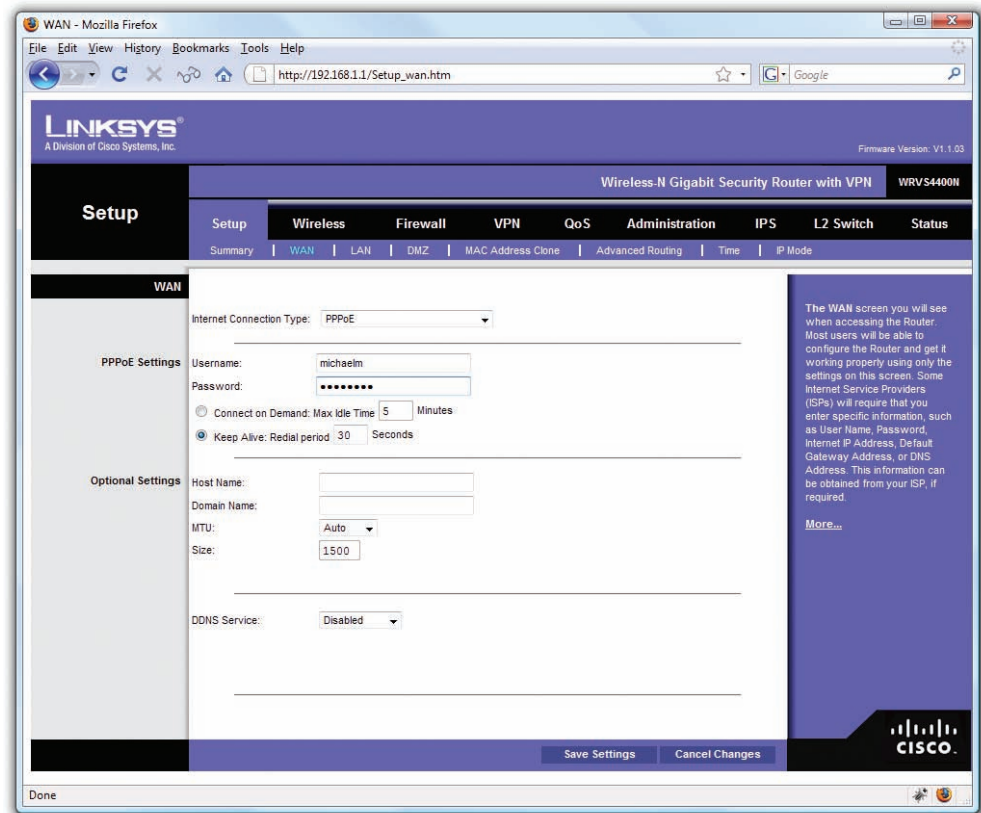 WAN - Mozilla Firefox
File Edit View History Bookmarks Tools Help
http://192.168.1.1/Setup_wan.htm
Google
LINKSYS®
A Division of Cisco Systems, Inc.
Firmware Version: V1.1.03
Wireless-N Gigabit Security Router with VPN WRVS4400N
Setup
Setup Wireless Firewall VPN QoS Administration IPS L2 Switch Status
Summary | WAN | LAN | DMZ | MAC Address Clone | Advanced Routing | Time | IP Mode
WAN
Internet Connection Type: PPPoE
PPPoE Settings
Username: michaelm
Password: ••••••••
Connect on Demand: Max Idle Time 5 Minutes
Keep Alive: Redial period 30 Seconds
Optional Settings
Host Name:
Domain Name:
MTU: Auto
Size: 1500
DDNS Service: Disabled
The WAN screen you will see
when accessing the Router.
Most users will be able to
configure the Router and get it
working properly using only the
settings on this screen. Some
Internet Service Providers
(ISPs) will require that you
enter specific information, such
as User Name, Password,
Internet IP Address, Default
Gateway Address, or DNS
Address. This information can
be obtained from your ISP, if
required.
More...
Save Settings Cancel Changes
CISCO.
Done